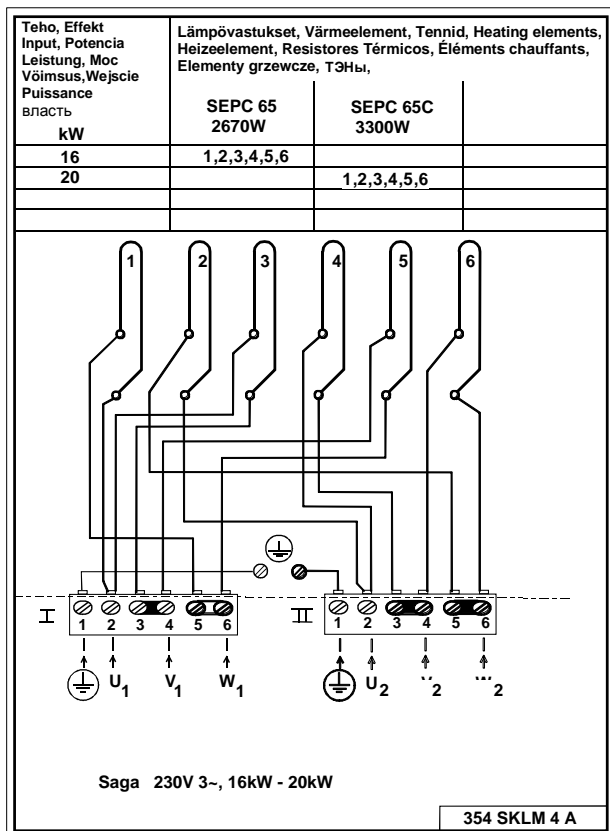 Teho, Effekt
Input, Potencia
Leistung, Moc
Vöimsus,Wejscie
Puissance
власть
kW
Lämpövastukset, Värmeelement, Tennid, Heating elements,
Heizeelement, Resistores Térmicos, Éléments chauffants,
Elementy grzewcze, ТЭНы,
SEPC 65
2670W
SEPC 65C
3300W
16
1,2,3,4,5,6
20
1,2,3,4,5,6
1 2 3 4 5 6
I
1 2 3 4 5 6
II
1 2 3 4 5 6
U1 V1 W1
U2
2
2
Saga 230V 3~, 16kW - 20kW
354 SKLM 4 A